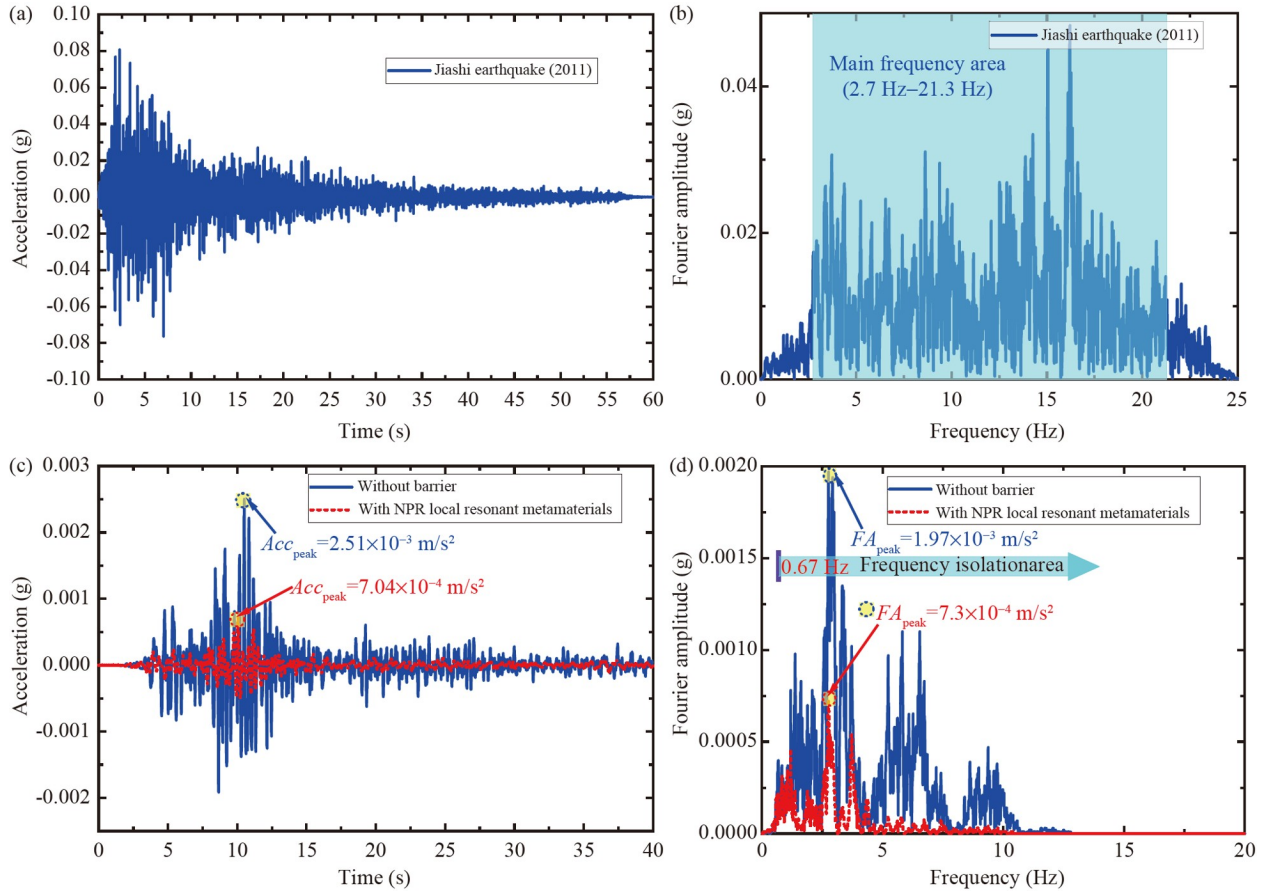 (a)
0.10
0.08
0.06
0.04
0.02
0.00
-0.02
-0.04
-0.06
-0.08
-0.10
Acceleration (g)
Jiashi earthquake (2011)
0 5 10 15 20 25 30 35 40 45 50 55 60
Time (s)
(b)
Jiashi earthquake (2011)
Main frequency area
(2.7 Hz–21.3 Hz)
0.04
0.02
0.00
Fourier amplitude (g)
0 5 10 15 20 25
Frequency (Hz)
(c)
0.003
0.002
0.001
0.000
-0.001
-0.002
Acceleration (g)
Without barrier
With NPR local resonant metamaterials
Acc_peak=2.51×10⁻³ m/s²
Acc_peak=7.04×10⁻⁴ m/s²
0 5 10 15 20 25 30 35 40
Time (s)
(d)
0.0020
0.0015
0.0010
0.0005
0.0000
Fourier amplitude (g)
Without barrier
With NPR local resonant metamaterials
FA_peak=1.97×10⁻³ m/s²
0.67 Hz Frequency isolationarea
FA_peak=7.3×10⁻⁴ m/s²
0 5 10 15 20
Frequency (Hz)